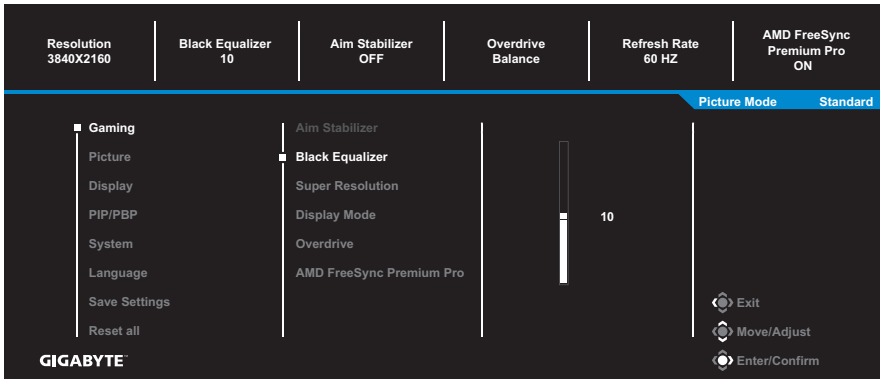 Resolution
3840X2160
Black Equalizer
10
Aim Stabilizer
OFF
Overdrive
Balance
Refresh Rate
60 HZ
AMD FreeSync
Premium Pro
ON
Picture Mode Standard
Gaming
Picture
Display
PIP/PBP
System
Language
Save Settings
Reset all
Aim Stabilizer
Black Equalizer
Super Resolution
Display Mode
Overdrive
AMD FreeSync Premium Pro
10
Exit
Move/Adjust
Enter/Confirm
GIGABYTE™